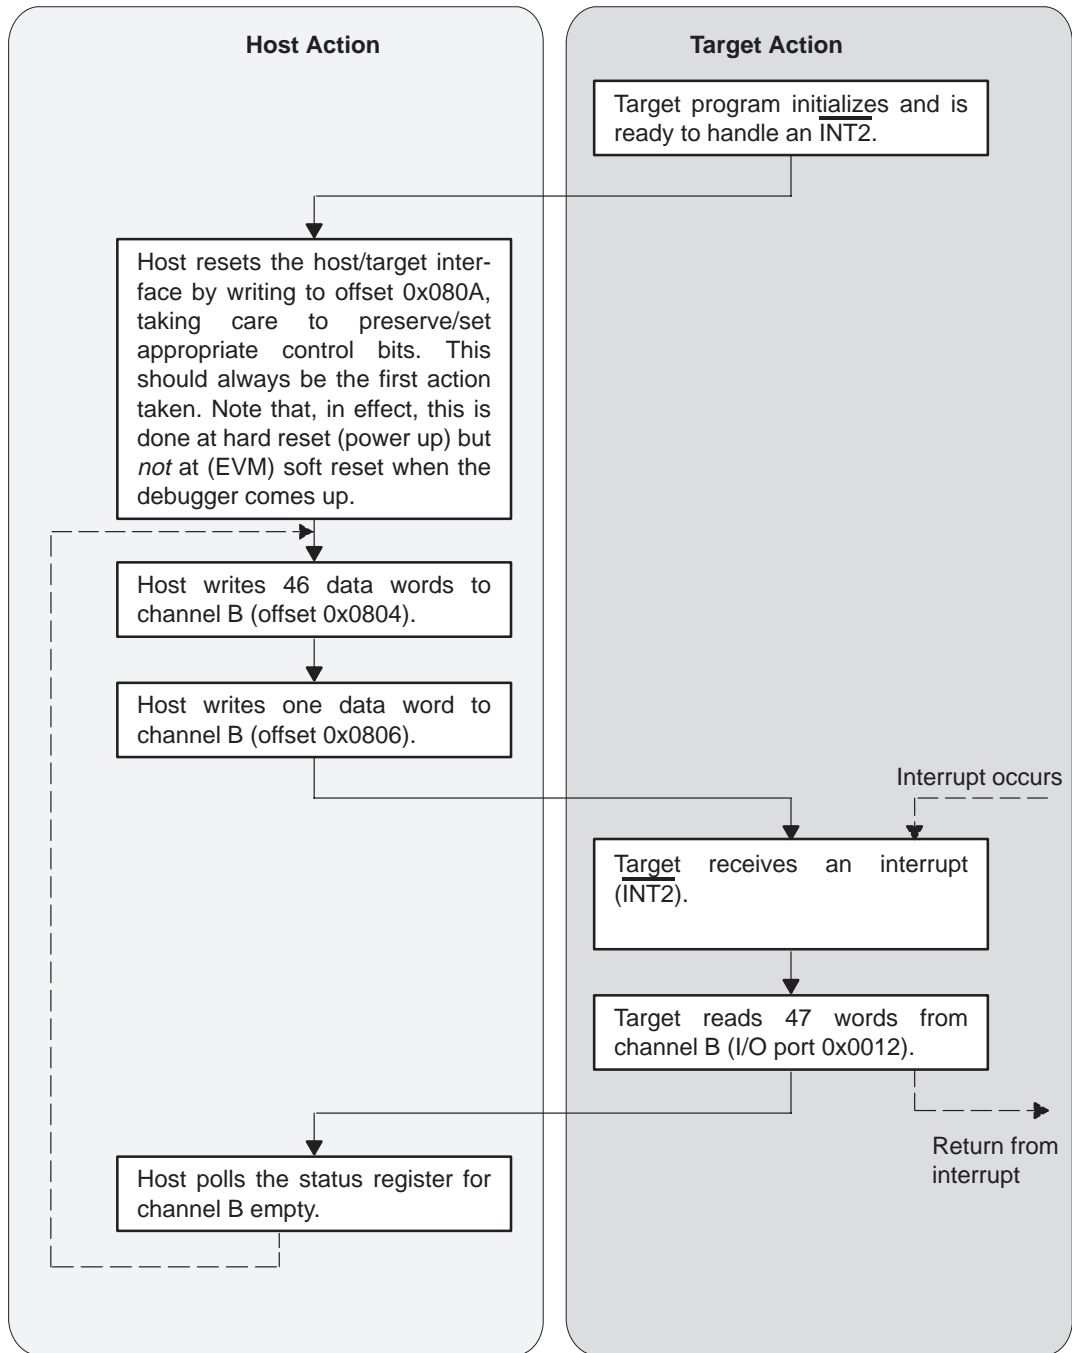 Host Action
Target Action
Target program initializes and is
ready to handle an INT2.
Host resets the host/target inter-
face by writing to offset 0x080A,
taking care to preserve/set
appropriate control bits. This
should always be the first action
taken. Note that, in effect, this is
done at hard reset (power up) but
not at (EVM) soft reset when the
debugger comes up.
Host writes 46 data words to
channel B (offset 0x0804).
Host writes one data word to
channel B (offset 0x0806).
Interrupt occurs
Target receives an interrupt
(INT2).
Target reads 47 words from
channel B (I/O port 0x0012).
Return from
interrupt
Host polls the status register for
channel B empty.